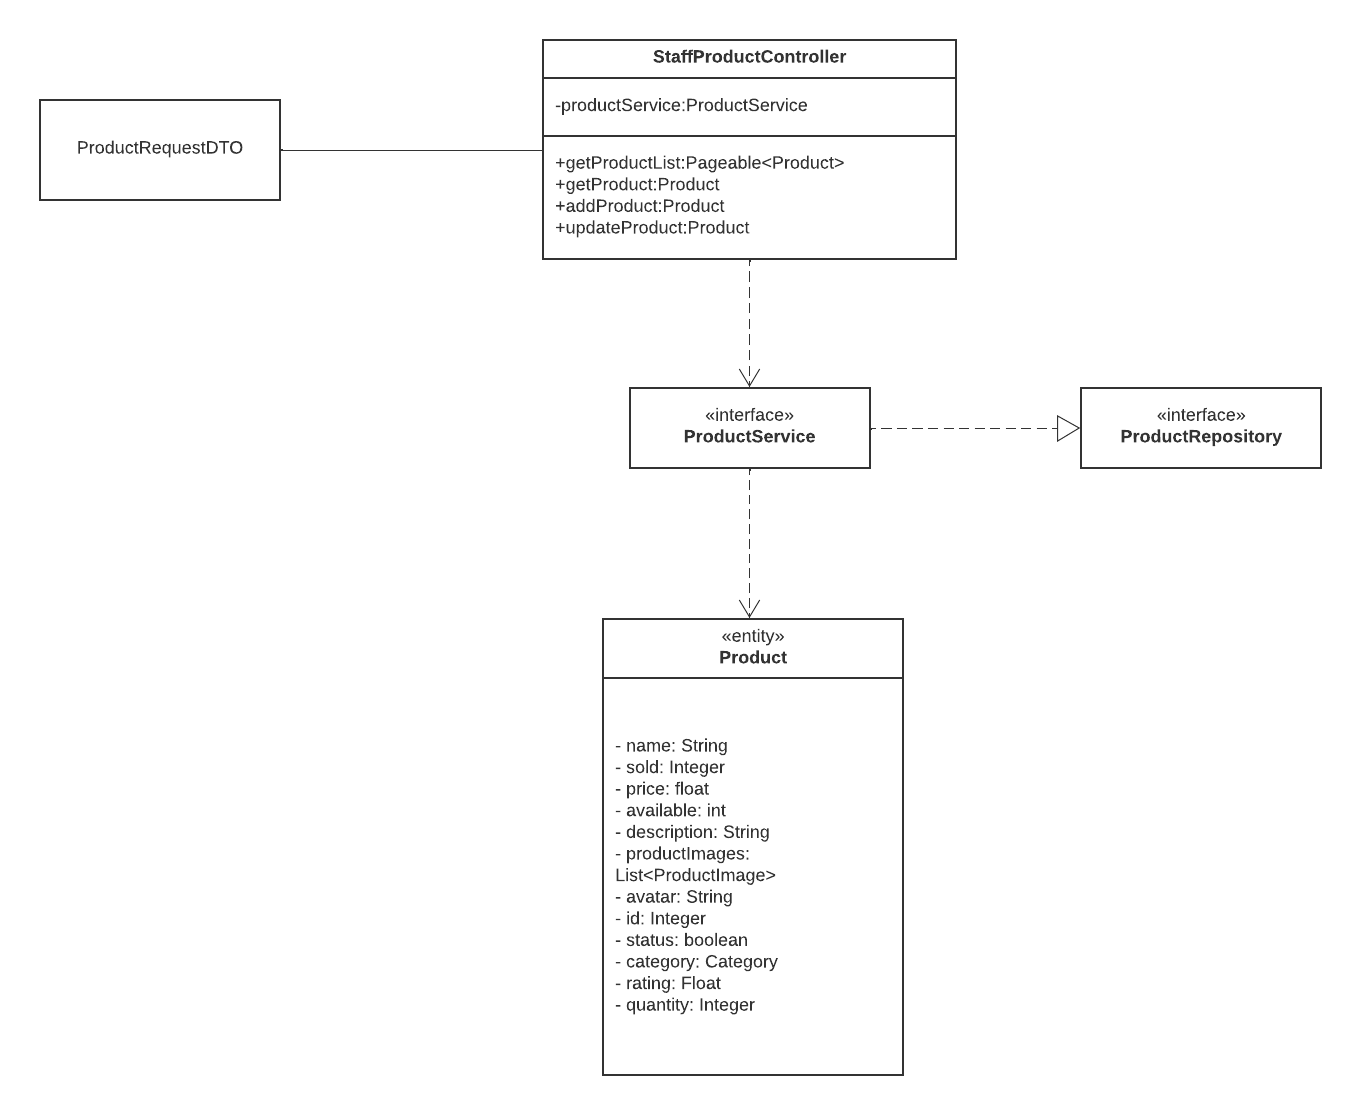 StaffProductController
-productService:ProductService
+getProductList:Pageable<Product>
+getProduct:Product
+addProduct:Product
+updateProduct:Product
ProductRequestDTO
«interface»
ProductService
«interface»
ProductRepository
«entity»
Product
- name: String
- sold: Integer
- price: float
- available: int
- description: String
- productImages:
List<ProductImage>
- avatar: String
- id: Integer
- status: boolean
- category: Category
- rating: Float
- quantity: Integer